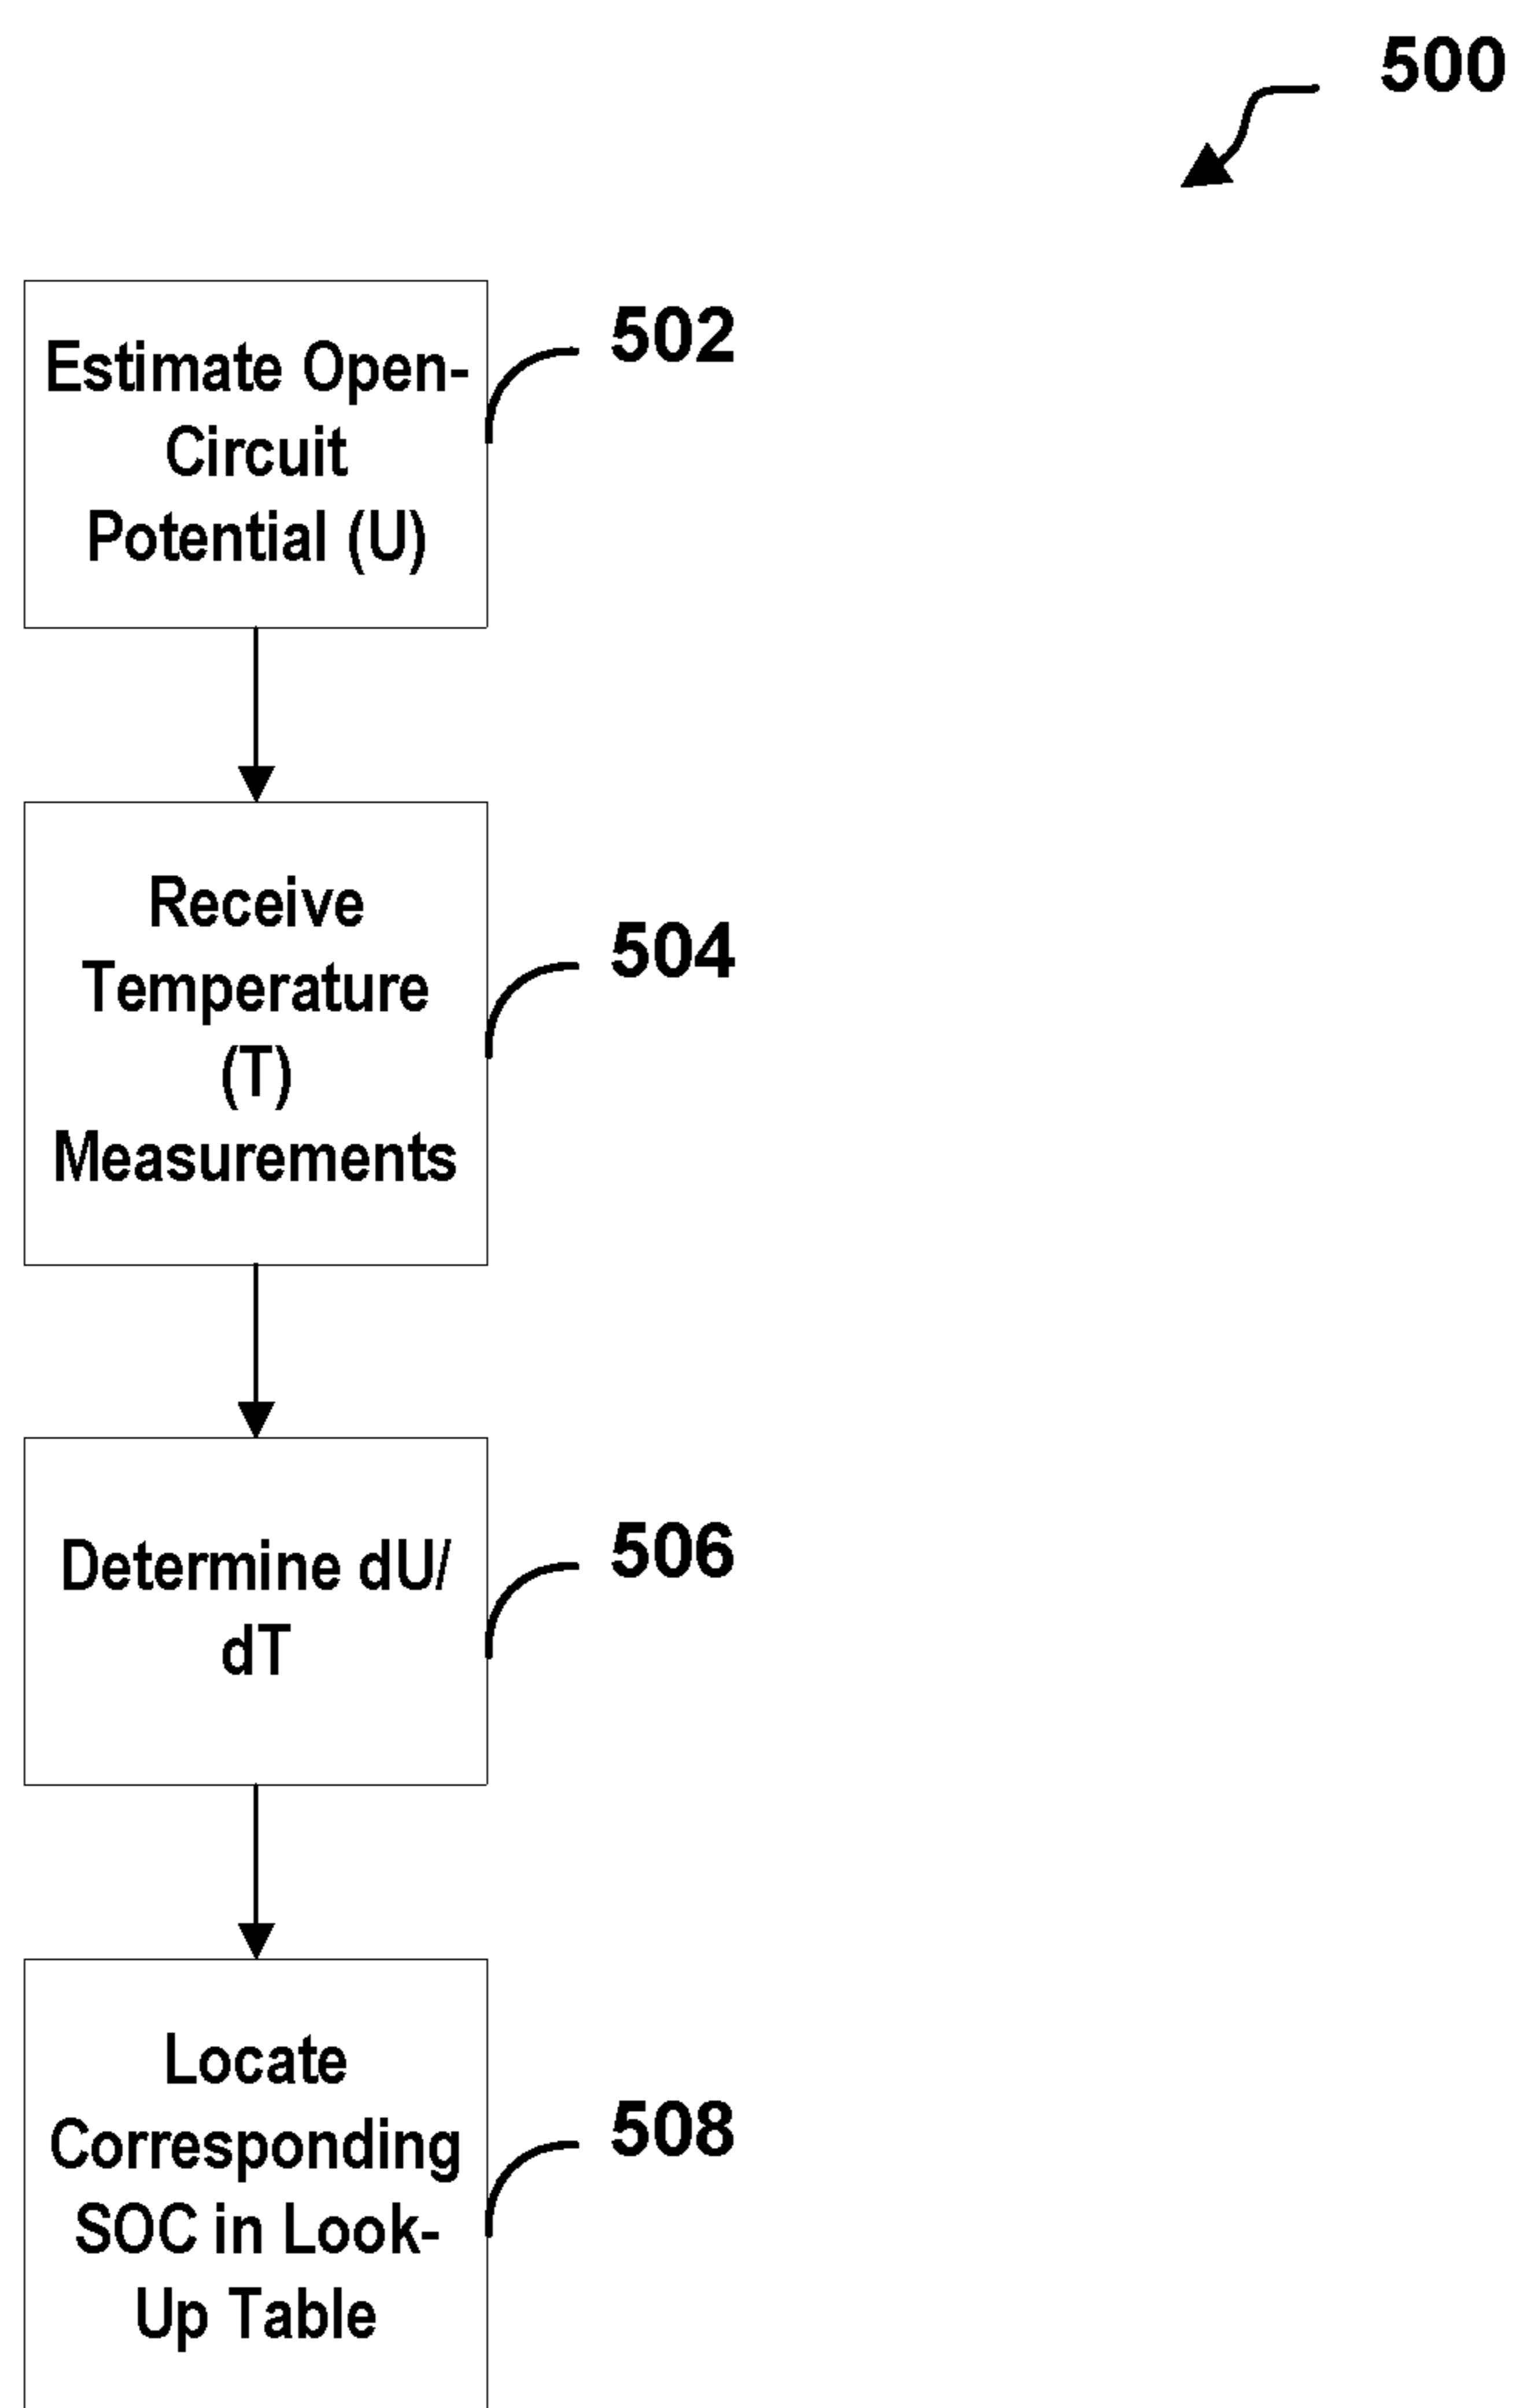 500
Estimate Open-
Circuit
Potential (U)
502
Receive
Temperature
(T)
Measurements
504
Determine dU/
dT
506
Locate
Corresponding
SOC in Look-
Up Table
508